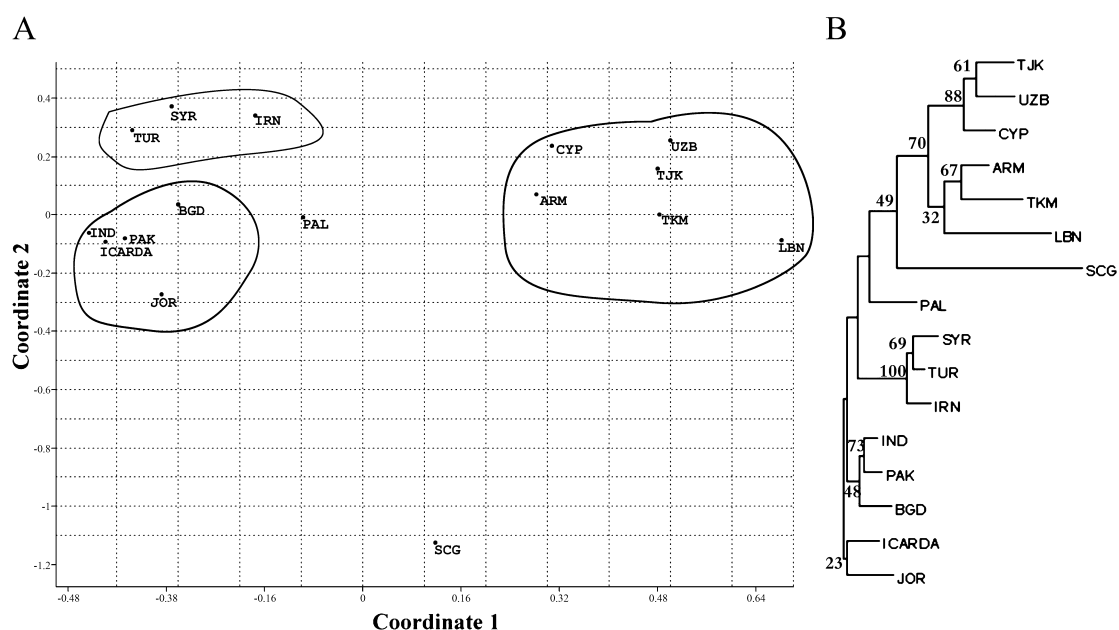 A
B
0.4
0.2
0
-0.2
-0.4
-0.6
-0.8
-1
-1.2
-0.48
-0.38
-0.16
0
0.16
0.32
0.48
0.64
Coordinate 2
Coordinate 1
SYR
IRN
TUR
BGD
IND
PAK
ICARDA
JOR
PAL
CYP
UZB
TJK
ARM
TKM
LBN
SCG
61
TJK
88
UZB
CYP
70
67
ARM
49
TKM
32
LBN
SCG
PAL
69
SYR
100
TUR
IRN
73
IND
PAK
48
BGD
ICARDA
23
JOR